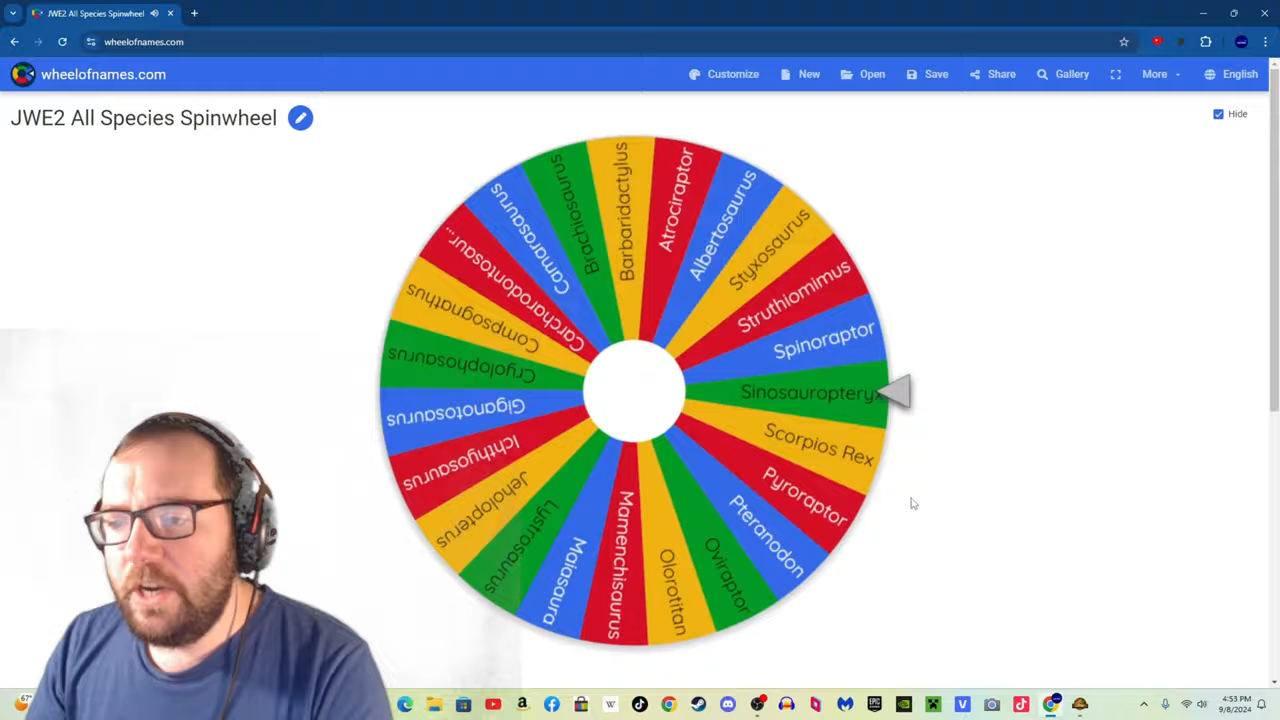 JWE2 All Species Spinwheel
wheelofnames.com
wheelofnames.com
Customize
New
Open
Save
Share
Gallery
More
English
JWE2 All Species Spinwheel
Hide
Barbaridactylus
Atrociraptor
Albertosaurus
Styxosaurus
Struthiomimus
Spinoraptor
Sinosauropteryx
Scorpios Rex
Pyroraptor
Pteranodon
Oviraptor
Olorotitan
Mamenchisaurus
Maiasaura
Lystrosaurus
Jeholopterus
Ichthyosaurus
Giganotosaurus
Cryolophosaurus
Compsognathus
Carcharodontosaur...
Camarasaurus
Brachiosaurus
67°
4:53 PM
9/8/2024